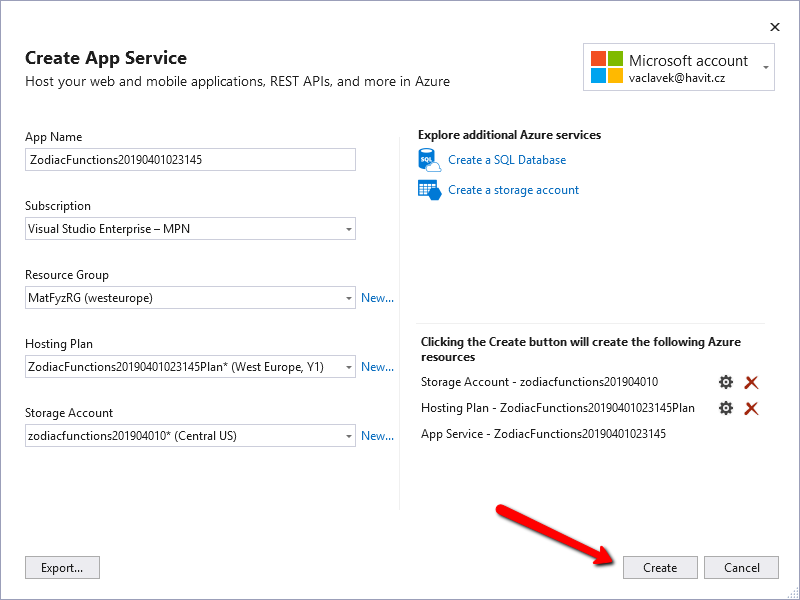 Create App Service
Host your web and mobile applications, REST APIs, and more in Azure
Microsoft account
vaclavek@havit.cz
App Name
ZodiacFunctions20190401023145
Subscription
Visual Studio Enterprise – MPN
Resource Group
MatFyzRG (westeurope)
New...
Hosting Plan
ZodiacFunctions20190401023145Plan* (West Europe, Y1)
New...
Storage Account
zodiacfunctions201904010* (Central US)
New...
Explore additional Azure services
SQL
Create a SQL Database
Create a storage account
Clicking the Create button will create the following Azure
resources
Storage Account - zodiacfunctions201904010
Hosting Plan - ZodiacFunctions20190401023145Plan
App Service - ZodiacFunctions20190401023145
Export...
Create
Cancel